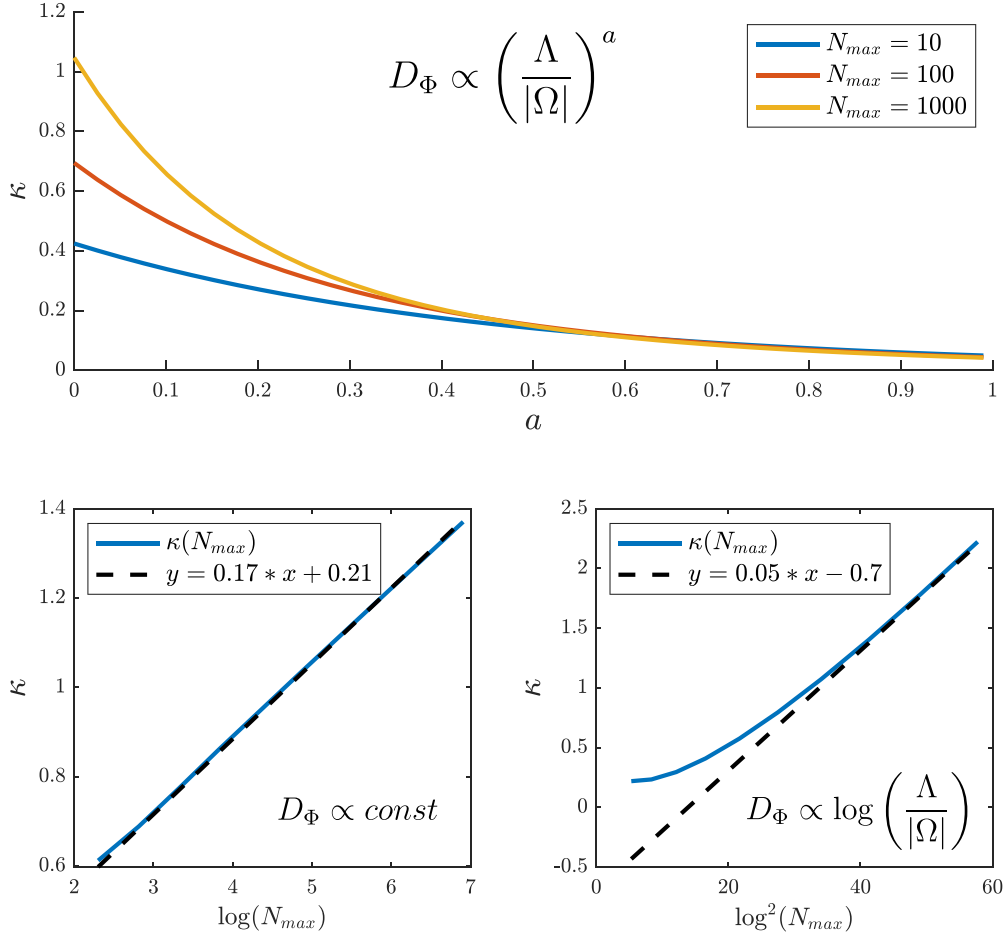 1.2
1
0.8
0.6
0.4
0.2
0
κ
D_Φ ∝ (Λ/|Ω|)^a
N_max = 10
N_max = 100
N_max = 1000
0 0.1 0.2 0.3 0.4 0.5 0.6 0.7 0.8 0.9 1
a
1.4
1.2
1
0.8
0.6
κ
κ(N_max)
y = 0.17 * x + 0.21
D_Φ ∝ const
2 3 4 5 6 7
log(N_max)
2.5
2
1.5
1
0.5
0
-0.5
κ
κ(N_max)
y = 0.05 * x − 0.7
D_Φ ∝ log (Λ/|Ω|)
0 20 40 60
log²(N_max)